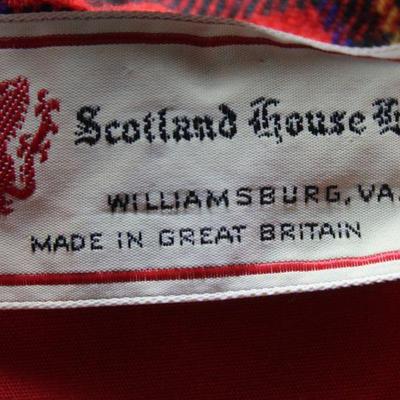 Scotland House
WILLIAMSBURG, VA.
MADE IN GREAT BRITAIN